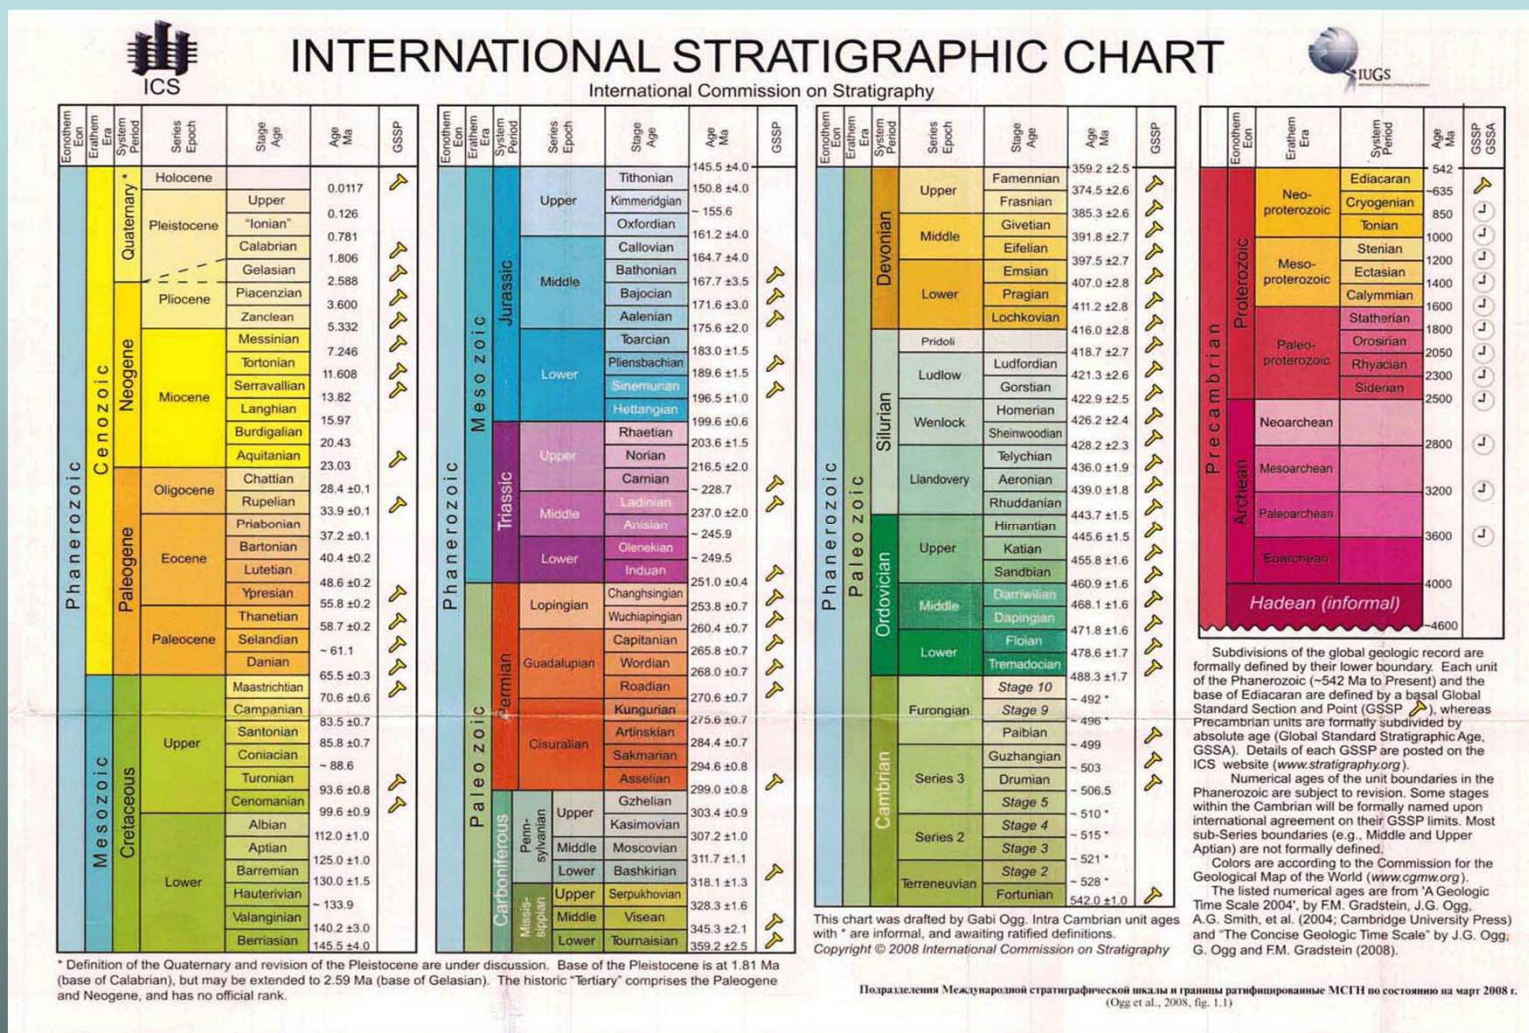 ICS
INTERNATIONAL STRATIGRAPHIC CHART
International Commission on Stratigraphy
IUGS
Eonothem
Eon
Erathem
Era
System
Period
Series
Epoch
Stage
Age
Age
Ma
GSSP
Phanerozoic
Cenozoic
Mesozoic
Quaternary *
Neogene
Paleogene
Cretaceous
Holocene
Pleistocene
Pliocene
Miocene
Oligocene
Eocene
Paleocene
Upper
Lower
Upper
"Ionian"
Calabrian
Gelasian
Piacenzian
Zanclean
Messinian
Tortonian
Serravallian
Langhian
Burdigalian
Aquitanian
Chattian
Rupelian
Priabonian
Bartonian
Lutetian
Ypresian
Thanetian
Selandian
Danian
Maastrichtian
Campanian
Santonian
Coniacian
Turonian
Cenomanian
Albian
Aptian
Barremian
Hauterivian
Valanginian
Berriasian
0.0117
0.126
0.781
1.806
2.588
3.600
5.332
7.246
11.608
13.82
15.97
20.43
23.03
28.4 ±0.1
33.9 ±0.1
37.2 ±0.1
40.4 ±0.2
48.6 ±0.2
55.8 ±0.2
58.7 ±0.2
~ 61.1
65.5 ±0.3
70.6 ±0.6
83.5 ±0.7
85.8 ±0.7
~ 88.6
93.6 ±0.8
99.6 ±0.9
112.0 ±1.0
125.0 ±1.0
130.0 ±1.5
~ 133.9
140.2 ±3.0
145.5 ±4.0
Eonothem
Eon
Erathem
Era
System
Period
Series
Epoch
Stage
Age
Age
Ma
GSSP
Phanerozoic
Mesozoic
Paleozoic
Jurassic
Triassic
Permian
Carboniferous
Penn-
sylvanian
Missis-
sippian
Upper
Middle
Lower
Upper
Middle
Lower
Lopingian
Guadalupian
Cisuralian
Upper
Middle
Lower
Upper
Middle
Lower
Tithonian
Kimmeridgian
Oxfordian
Callovian
Bathonian
Bajocian
Aalenian
Toarcian
Pliensbachian
Sinemurian
Hettangian
Rhaetian
Norian
Carnian
Ladinian
Anisian
Olenekian
Induan
Changhsingian
Wuchiapingian
Capitanian
Wordian
Roadian
Kungurian
Artinskian
Sakmarian
Asselian
Gzhelian
Kasimovian
Moscovian
Bashkirian
Serpukhovian
Visean
Tournaisian
145.5 ±4.0
150.8 ±4.0
~ 155.6
161.2 ±4.0
164.7 ±4.0
167.7 ±3.5
171.6 ±3.0
175.6 ±2.0
183.0 ±1.5
189.6 ±1.5
196.5 ±1.0
199.6 ±0.6
203.6 ±1.5
216.5 ±2.0
~ 228.7
237.0 ±2.0
~ 245.9
~ 249.5
251.0 ±0.4
253.8 ±0.7
260.4 ±0.7
265.8 ±0.7
268.0 ±0.7
270.6 ±0.7
275.6 ±0.7
284.4 ±0.7
294.6 ±0.8
299.0 ±0.8
303.4 ±0.9
307.2 ±1.0
311.7 ±1.1
318.1 ±1.3
328.3 ±1.6
345.3 ±2.1
359.2 ±2.5
Eonothem
Eon
Erathem
Era
System
Period
Series
Epoch
Stage
Age
Age
Ma
GSSP
Phanerozoic
Paleozoic
Devonian
Silurian
Ordovician
Cambrian
Upper
Middle
Lower
Pridoli
Ludlow
Wenlock
Llandovery
Upper
Middle
Lower
Furongian
Series 3
Series 2
Terreneuvian
Famennian
Frasnian
Givetian
Eifelian
Emsian
Pragian
Lochkovian
Ludfordian
Gorstian
Homerian
Sheinwoodian
Telychian
Aeronian
Rhuddanian
Hirnantian
Katian
Sandbian
Darriwilian
Dapingian
Floian
Tremadocian
Stage 10
Stage 9
Paibian
Guzhangian
Drumian
Stage 5
Stage 4
Stage 3
Stage 2
Fortunian
359.2 ±2.5
374.5 ±2.6
385.3 ±2.6
391.8 ±2.7
397.5 ±2.7
407.0 ±2.8
411.2 ±2.8
416.0 ±2.8
418.7 ±2.7
421.3 ±2.6
422.9 ±2.5
426.2 ±2.4
428.2 ±2.3
436.0 ±1.9
439.0 ±1.8
443.7 ±1.5
445.6 ±1.5
455.8 ±1.6
460.9 ±1.6
468.1 ±1.6
471.8 ±1.6
478.6 ±1.7
488.3 ±1.7
~ 492 *
~ 496 *
~ 499
~ 503
~ 506.5
~ 510 *
~ 515 *
~ 521 *
~ 528 *
542.0 ±1.0
Eonothem
Eon
Erathem
Era
System
Period
Age
Ma
GSSP
GSSA
Precambrian
Proterozoic
Archean
Neo-
proterozoic
Meso-
proterozoic
Paleo-
proterozoic
Neoarchean
Mesoarchean
Paleoarchean
Eoarchean
Hadean (informal)
Ediacaran
Cryogenian
Tonian
Stenian
Ectasian
Calymmian
Statherian
Orosirian
Rhyacian
Siderian
542
~635
850
1000
1200
1400
1600
1800
2050
2300
2500
2800
3200
3600
4000
~4600
Subdivisions of the global geologic record are
formally defined by their lower boundary. Each unit
of the Phanerozoic (~542 Ma to Present) and the
base of Ediacaran are defined by a basal Global
Standard Section and Point (GSSP ), whereas
Precambrian units are formally subdivided by
absolute age (Global Standard Stratigraphic Age,
GSSA). Details of each GSSP are posted on the
ICS website (www.stratigraphy.org).
Numerical ages of the unit boundaries in the
Phanerozoic are subject to revision. Some stages
within the Cambrian will be formally named upon
international agreement on their GSSP limits. Most
sub-Series boundaries (e.g., Middle and Upper
Aptian) are not formally defined.
Colors are according to the Commission for the
Geological Map of the World (www.cgmw.org).
The listed numerical ages are from 'A Geologic
Time Scale 2004', by F.M. Gradstein, J.G. Ogg,
A.G. Smith, et al. (2004; Cambridge University Press)
and "The Concise Geologic Time Scale" by J.G. Ogg,
G. Ogg and F.M. Gradstein (2008).
This chart was drafted by Gabi Ogg. Intra Cambrian unit ages
with * are informal, and awaiting ratified definitions.
Copyright © 2008 International Commission on Stratigraphy
* Definition of the Quaternary and revision of the Pleistocene are under discussion. Base of the Pleistocene is at 1.81 Ma
(base of Calabrian), but may be extended to 2.59 Ma (base of Gelasian). The historic "Tertiary" comprises the Paleogene
and Neogene, and has no official rank.
Подразделения Международной стратиграфической шкалы и границы ратифицированные МСГН по состоянию на март 2008 г.
(Ogg et al., 2008, fig. 1.1)